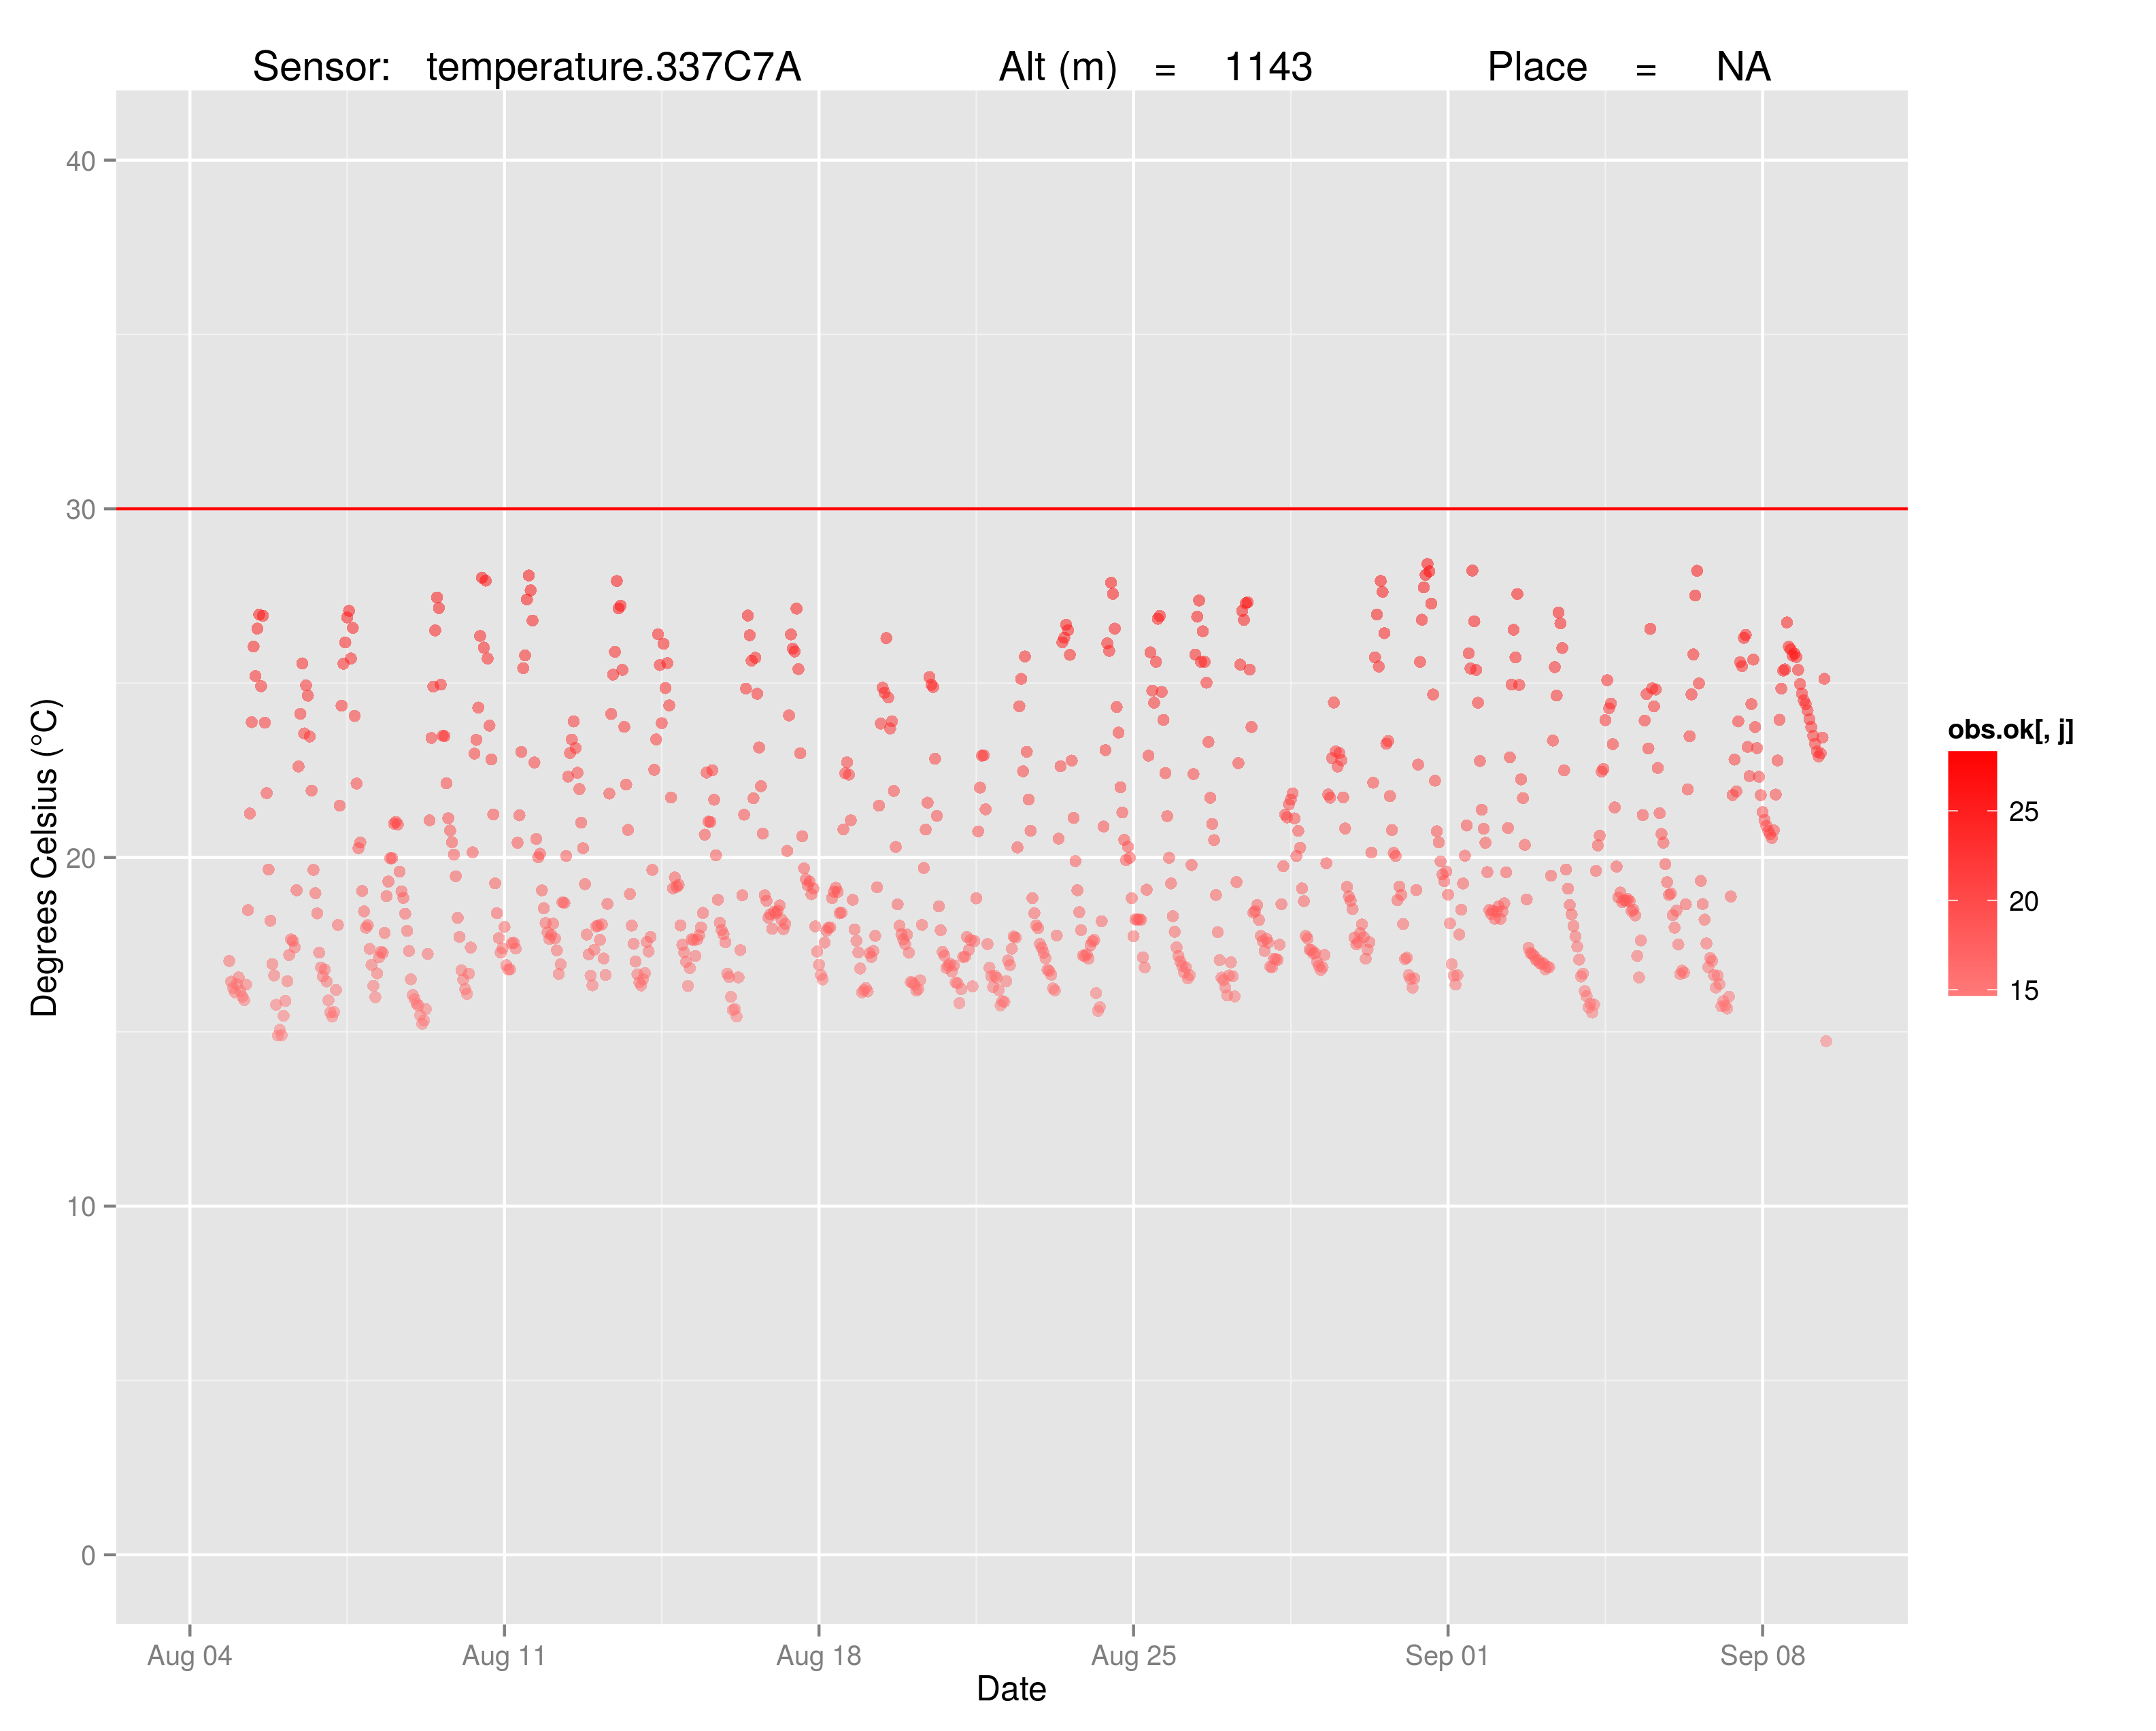 Sensor: temperature.337C7A Alt (m) = 1143 Place = NA
Degrees Celsius (°C)
40
30
20
10
0
Aug 04 Aug 11 Aug 18 Aug 25 Sep 01 Sep 08
Date
obs.ok[, j]
25
20
15